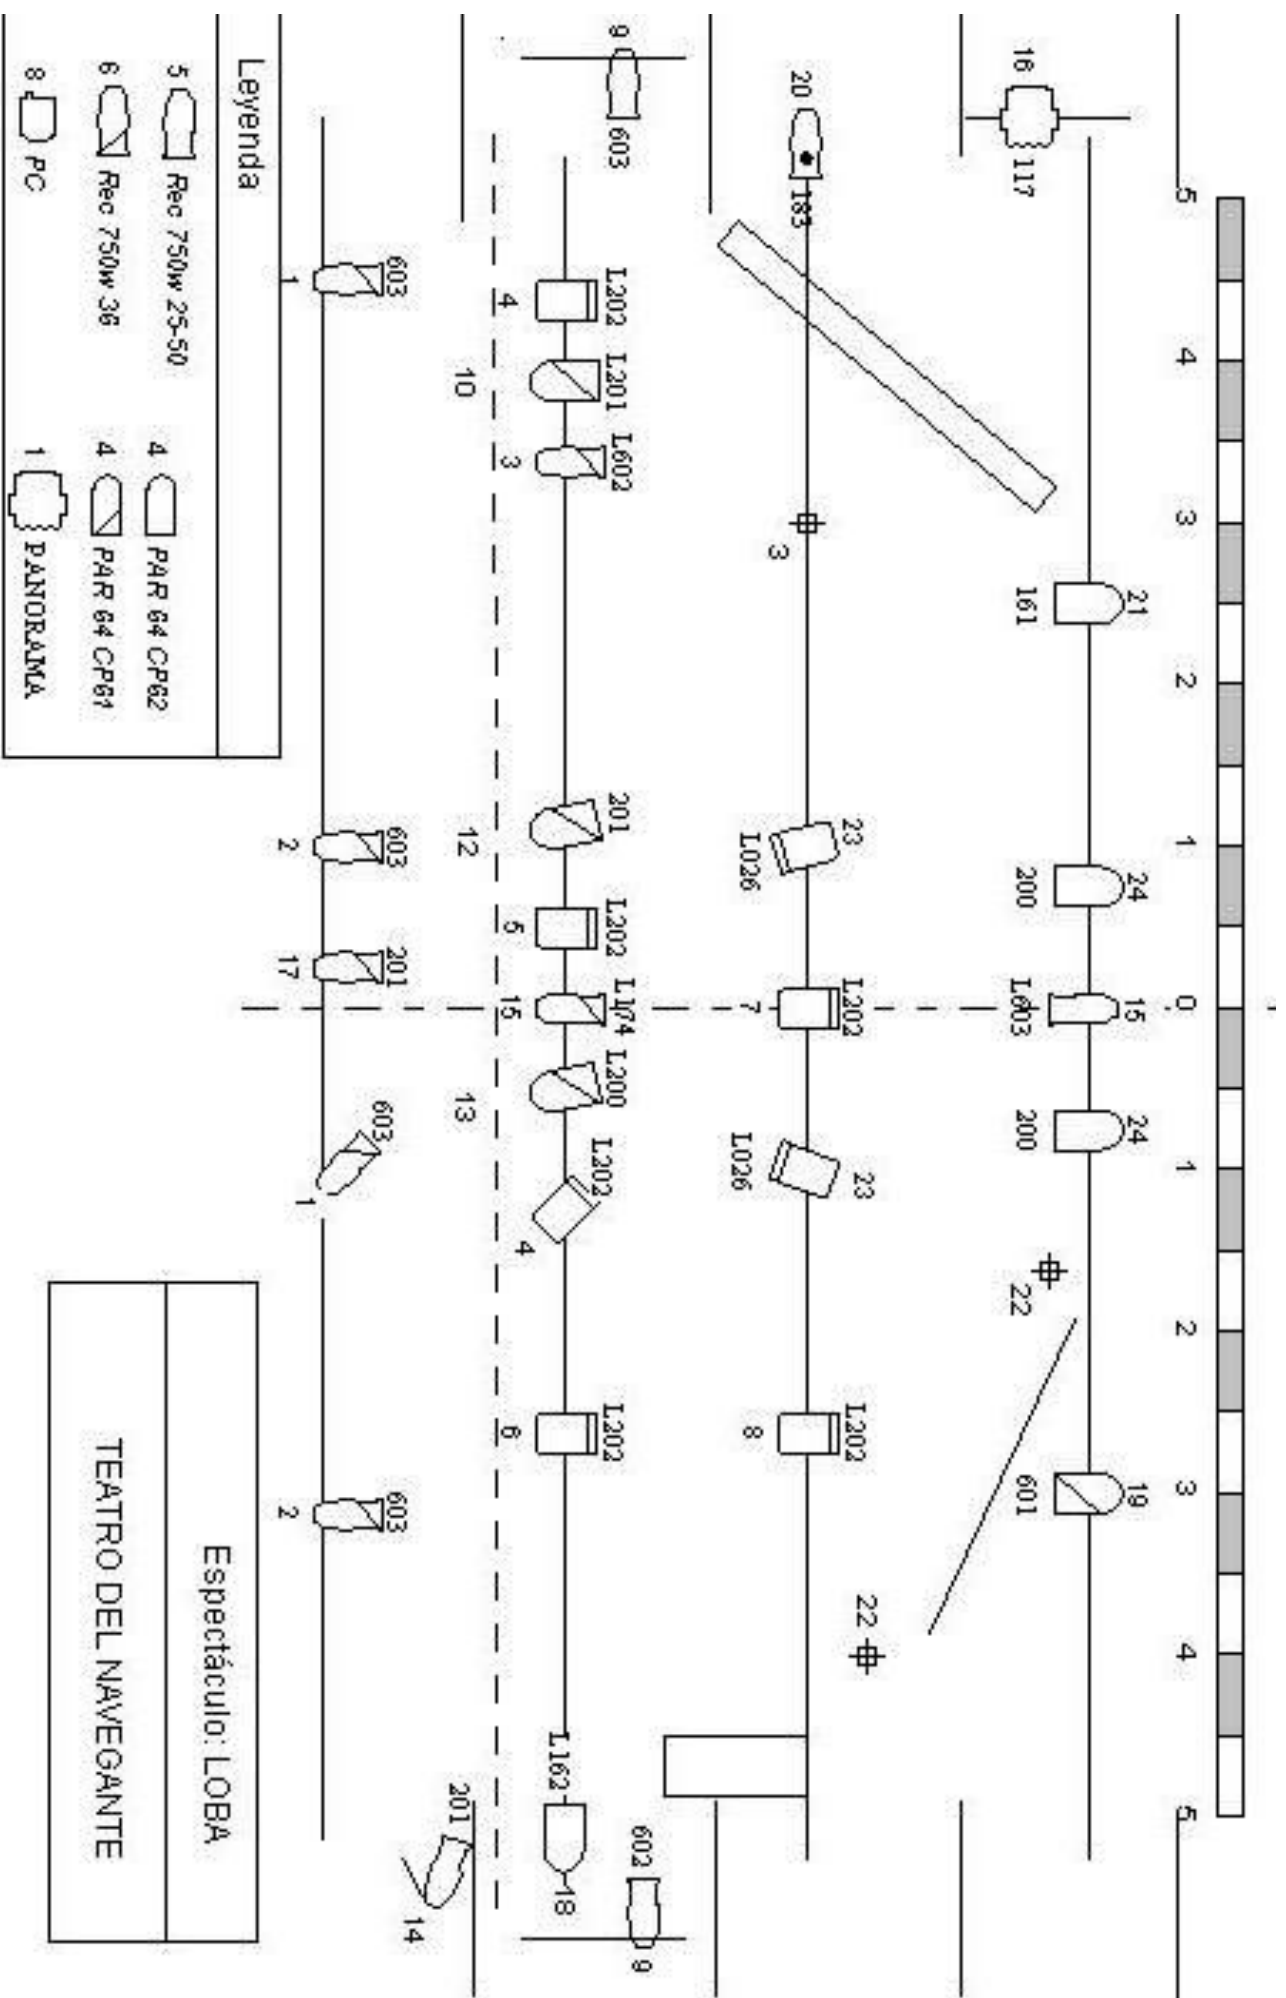 5 4 3 2 1 0 1 2 3 4 5
21 24 15 24 19
16 117 161 200 L603 200 22 601
23 L202 23 L202 22
20 183
3 L026 7 L026 8
9 603 L202 L201 L602 201 L202 L174 L200 L202 L202 602 9
4 3 5 15 4 6 L162 18
10 12 13 201 14
603 603 201 603 603
1 2 17 1 2
Leyenda
5 Rec 750w 25-50
4 PAR 64 CP62
6 Rec 750w 36
4 PAR 64 CP61
8 PC
1 PANORAMA
Espectáculo: LOBA
TEATRO DEL NAVEGANTE